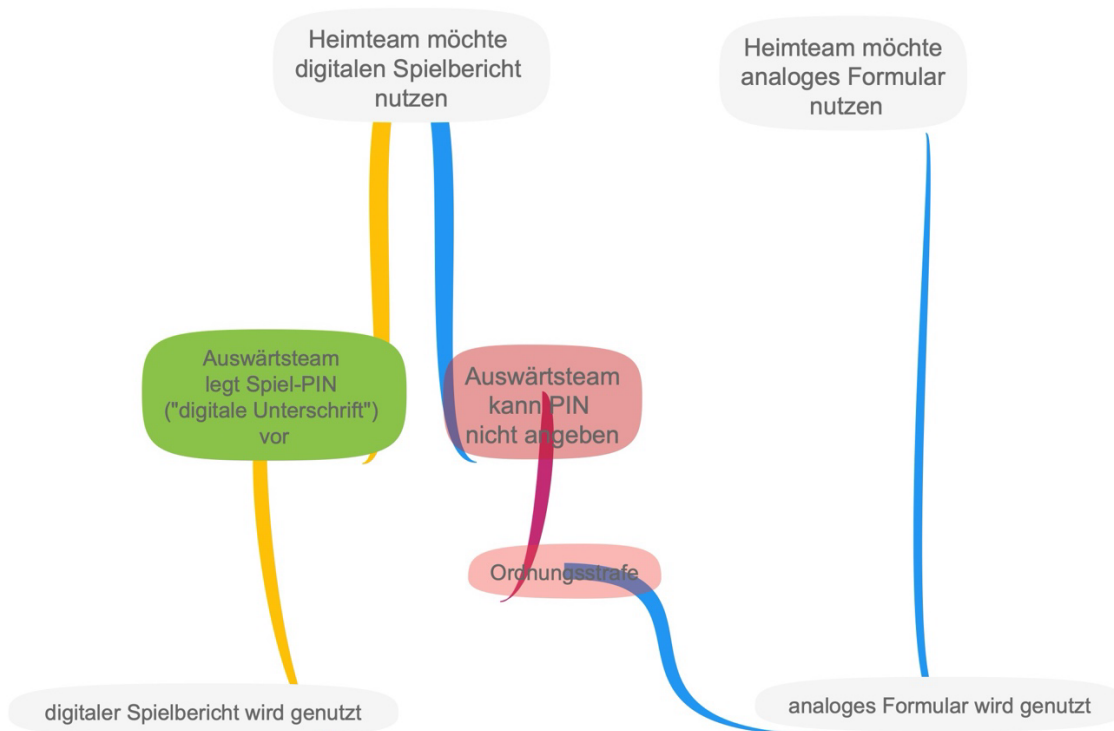 Heimteam möchte
digitalen Spielbericht
nutzen
Heimteam möchte
analoges Formular
nutzen
Auswärtsteam
legt Spiel-PIN
("digitale Unterschrift")
vor
Auswärtsteam
kann PIN
nicht angeben
Ordnungsstrafe
digitaler Spielbericht wird genutzt
analoges Formular wird genutzt